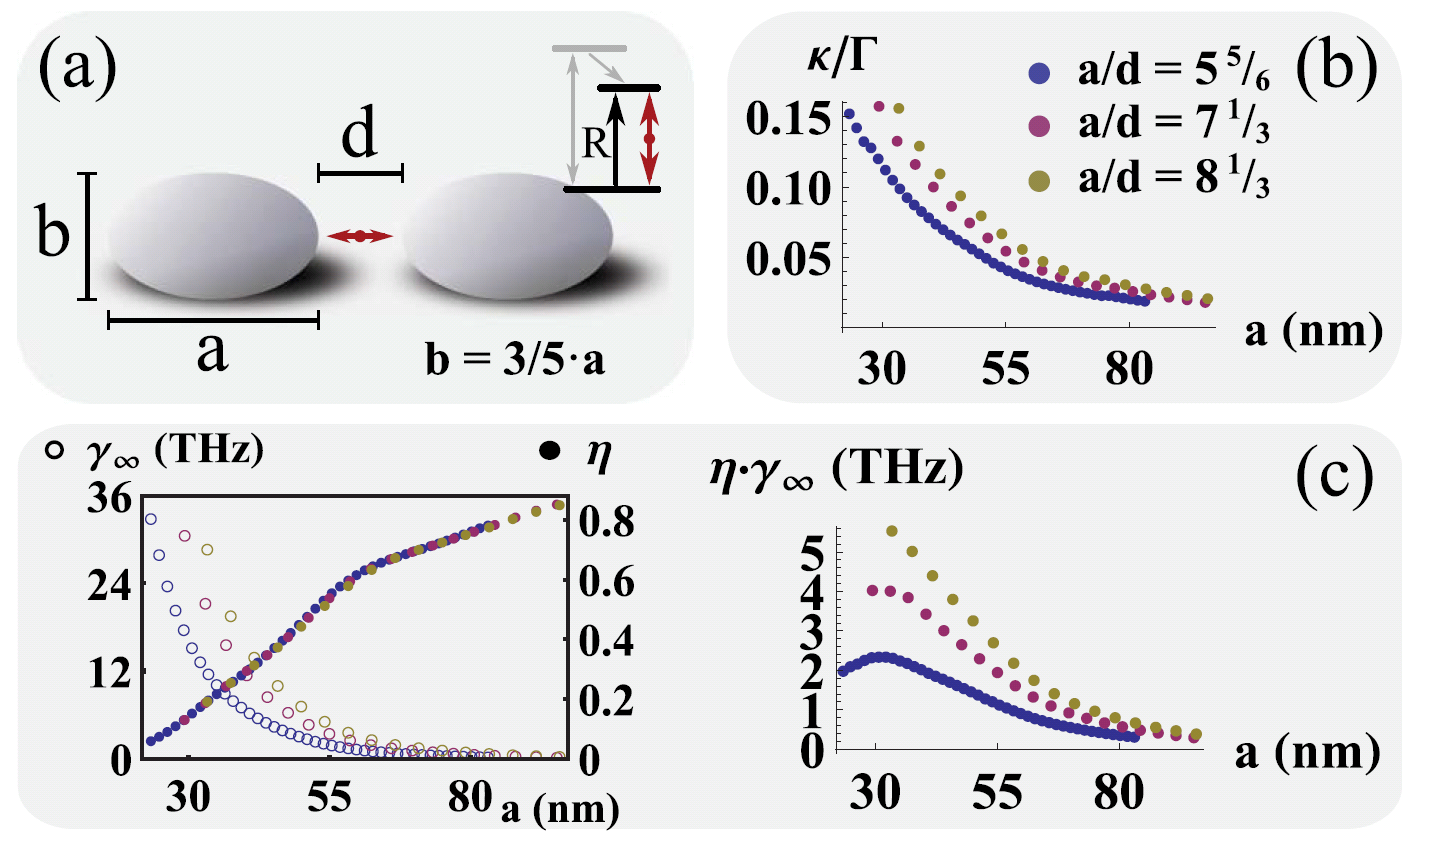 (a)
d
R
b
a
b = 3/5·a
(b)
κ/Γ
a/d = 5 5/6
a/d = 7 1/3
a/d = 8 1/3
0.15
0.10
0.05
30 55 80
a (nm)
(c)
γ∞ (THz)
η
36
24
12
0
0.8
0.6
0.4
0.2
0
30 55 80 a (nm)
η·γ∞ (THz)
5
4
3
2
1
0
30 55 80
a (nm)